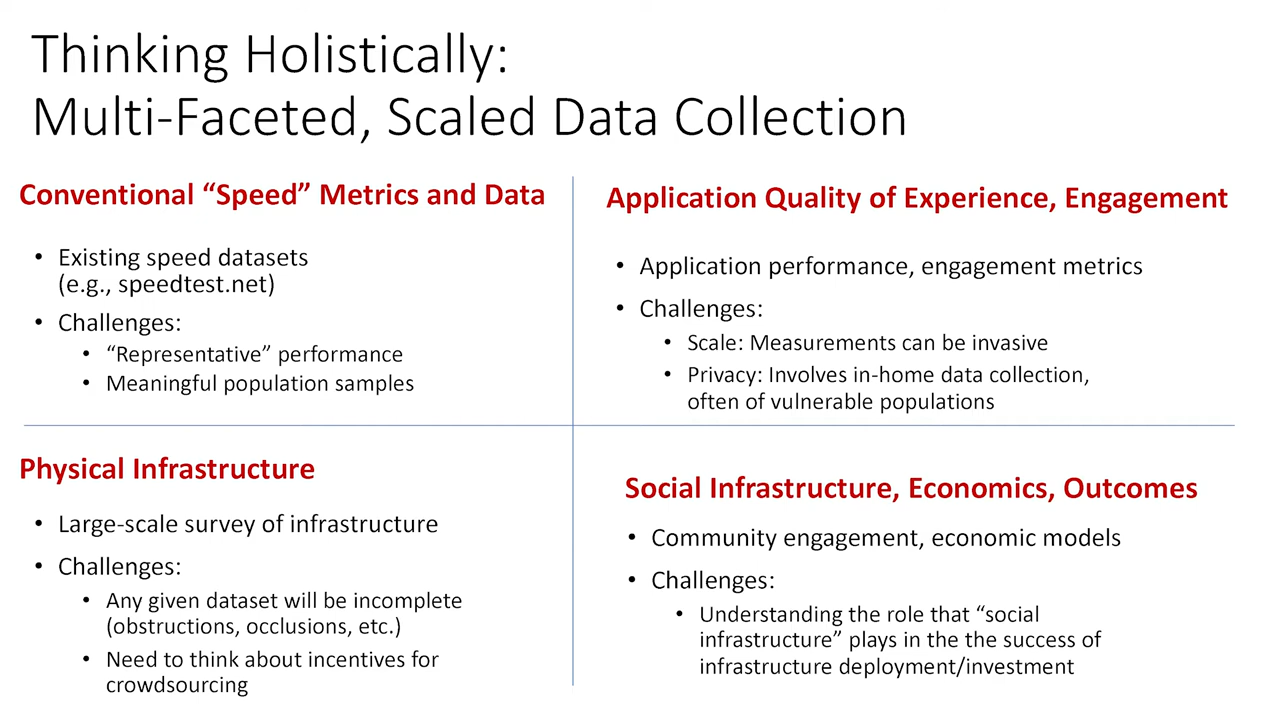 Thinking Holistically:
Multi-Faceted, Scaled Data Collection
Conventional “Speed” Metrics and Data
• Existing speed datasets
(e.g., speedtest.net)
• Challenges:
• “Representative” performance
• Meaningful population samples
Application Quality of Experience, Engagement
• Application performance, engagement metrics
• Challenges:
• Scale: Measurements can be invasive
• Privacy: Involves in-home data collection,
often of vulnerable populations
Physical Infrastructure
• Large-scale survey of infrastructure
• Challenges:
• Any given dataset will be incomplete
(obstructions, occlusions, etc.)
• Need to think about incentives for
crowdsourcing
Social Infrastructure, Economics, Outcomes
• Community engagement, economic models
• Challenges:
• Understanding the role that “social
infrastructure” plays in the the success of
infrastructure deployment/investment